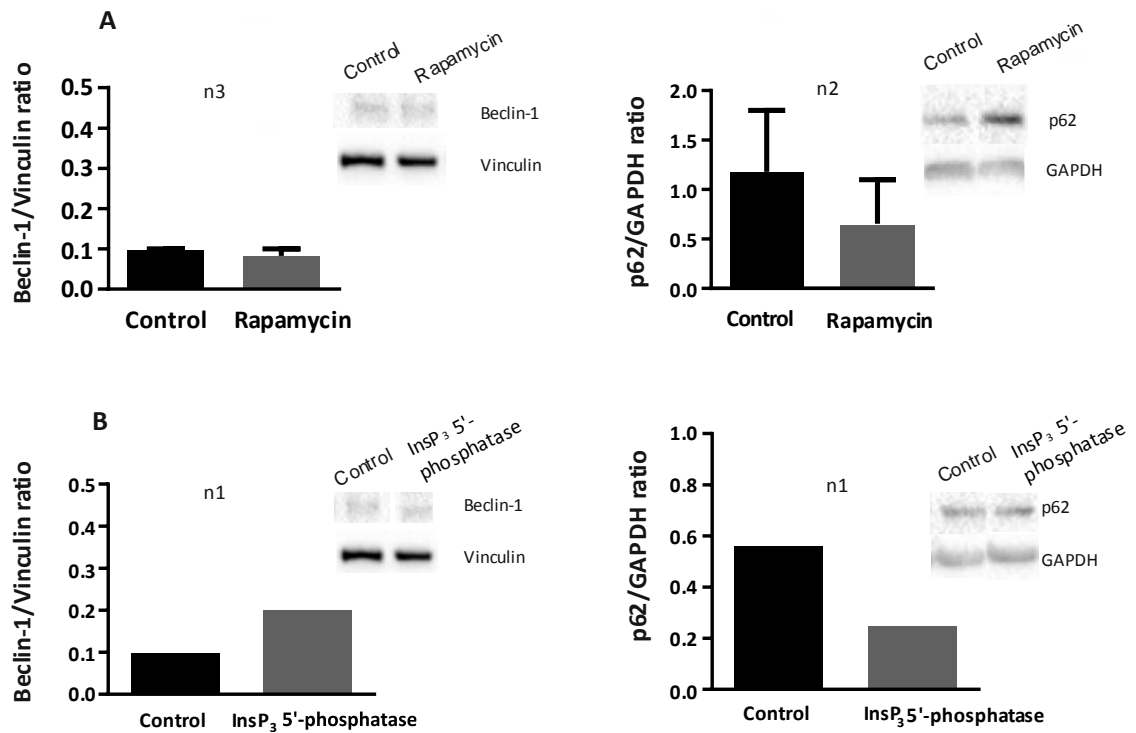 A
Beclin-1/Vinculin ratio
0.5
0.4
0.3
0.2
0.1
0.0
n3
Control
Rapamycin
Control
Rapamycin
Beclin-1
Vinculin
p62/GAPDH ratio
2.0
1.5
1.0
0.5
0.0
n2
Control
Rapamycin
Control
Rapamycin
p62
GAPDH
B
Beclin-1/Vinculin ratio
0.5
0.4
0.3
0.2
0.1
0.0
n1
Control
InsP₃ 5'-phosphatase
Control
InsP₃ 5'-
phosphatase
Beclin-1
Vinculin
p62/GAPDH ratio
1.0
0.8
0.6
0.4
0.2
0.0
n1
Control
InsP₃ 5'-phosphatase
Control
InsP₃ 5'-
phosphatase
p62
GAPDH